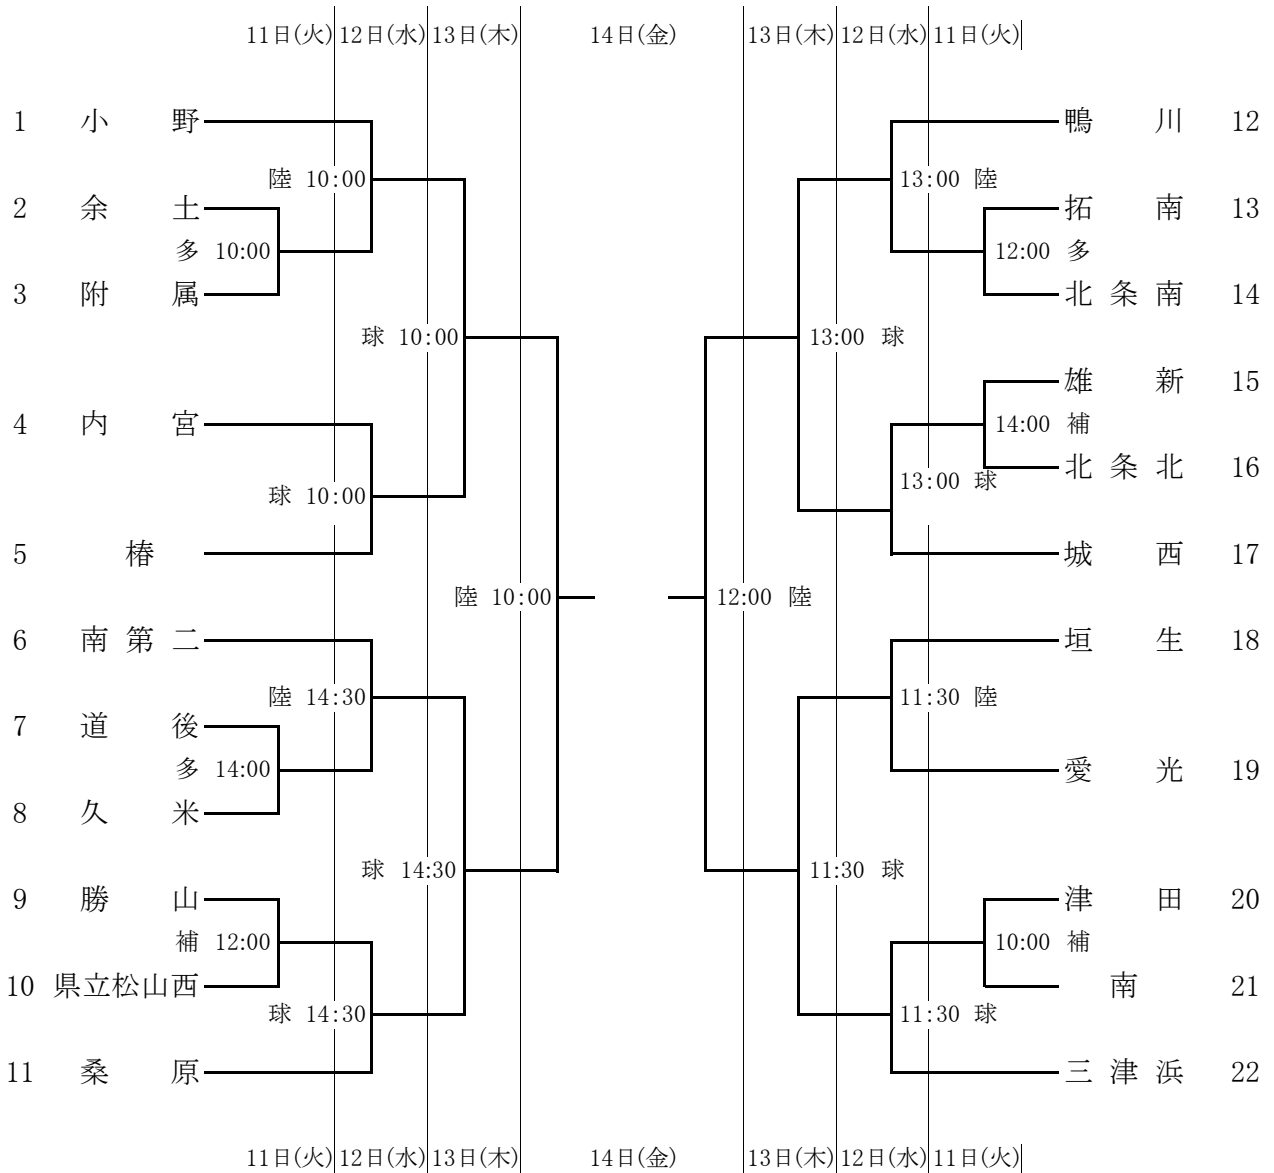 11日(火) 12日(水) 13日(木) 14日(金) 13日(木) 12日(水) 11日(火)
1 小 野 鴨 川 12
陸 10:00 13:00 陸
2 余 土 拓 南 13
多 10:00 12:00 多
3 附 属 北 条 南 14
球 10:00 13:00 球
雄 新 15
4 内 宮 14:00 補
北 条 北 16
球 10:00 13:00 球
5 椿 城 西 17
陸 10:00 12:00 陸
6 南 第 二 垣 生 18
陸 14:30 11:30 陸
7 道 後
多 14:00 愛 光 19
8 久 米
球 14:30 11:30 球
9 勝 山 津 田 20
補 12:00 10:00 補
10 県立松山西 南 21
球 14:30 11:30 球
11 桑 原 三 津 浜 22
11日(火) 12日(水) 13日(木) 14日(金) 13日(木) 12日(水) 11日(火)